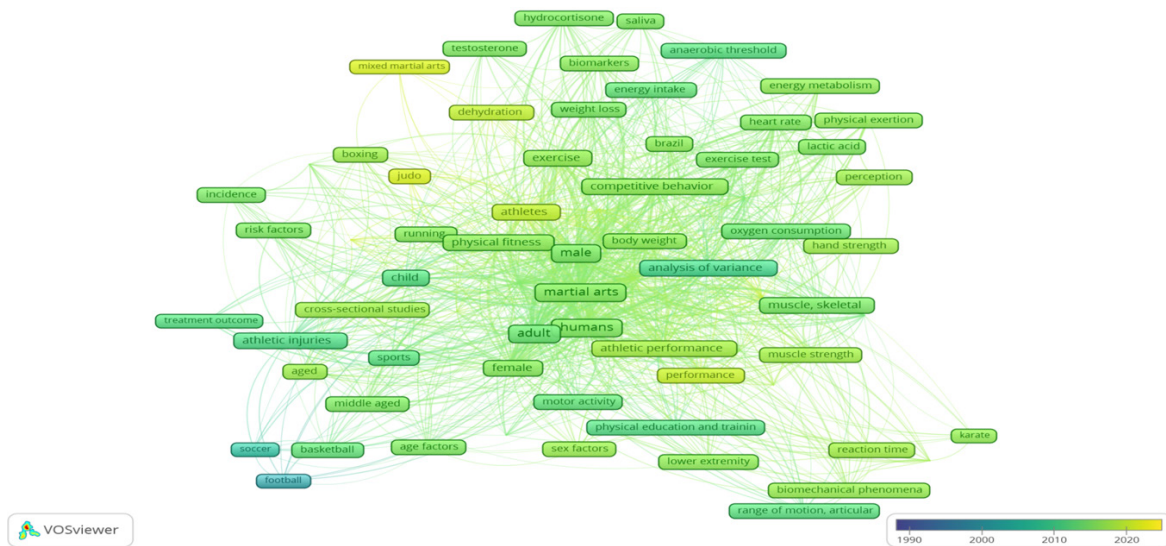 hydrocortisone
saliva
testosterone
anaerobic threshold
mixed martial arts
biomarkers
energy intake
energy metabolism
dehydration
weight loss
heart rate
physical exertion
brazil
lactic acid
boxing
exercise
exercise test
judo
competitive behavior
perception
incidence
athletes
risk factors
running
physical fitness
body weight
oxygen consumption
hand strength
male
child
analysis of variance
martial arts
cross-sectional studies
muscle, skeletal
treatment outcome
adult
humans
athletic injuries
sports
athletic performance
muscle strength
aged
female
performance
middle aged
motor activity
physical education and trainin
soccer
basketball
age factors
sex factors
reaction time
karate
lower extremity
football
biomechanical phenomena
range of motion, articular
VOSviewer
1990 2000 2010 2020